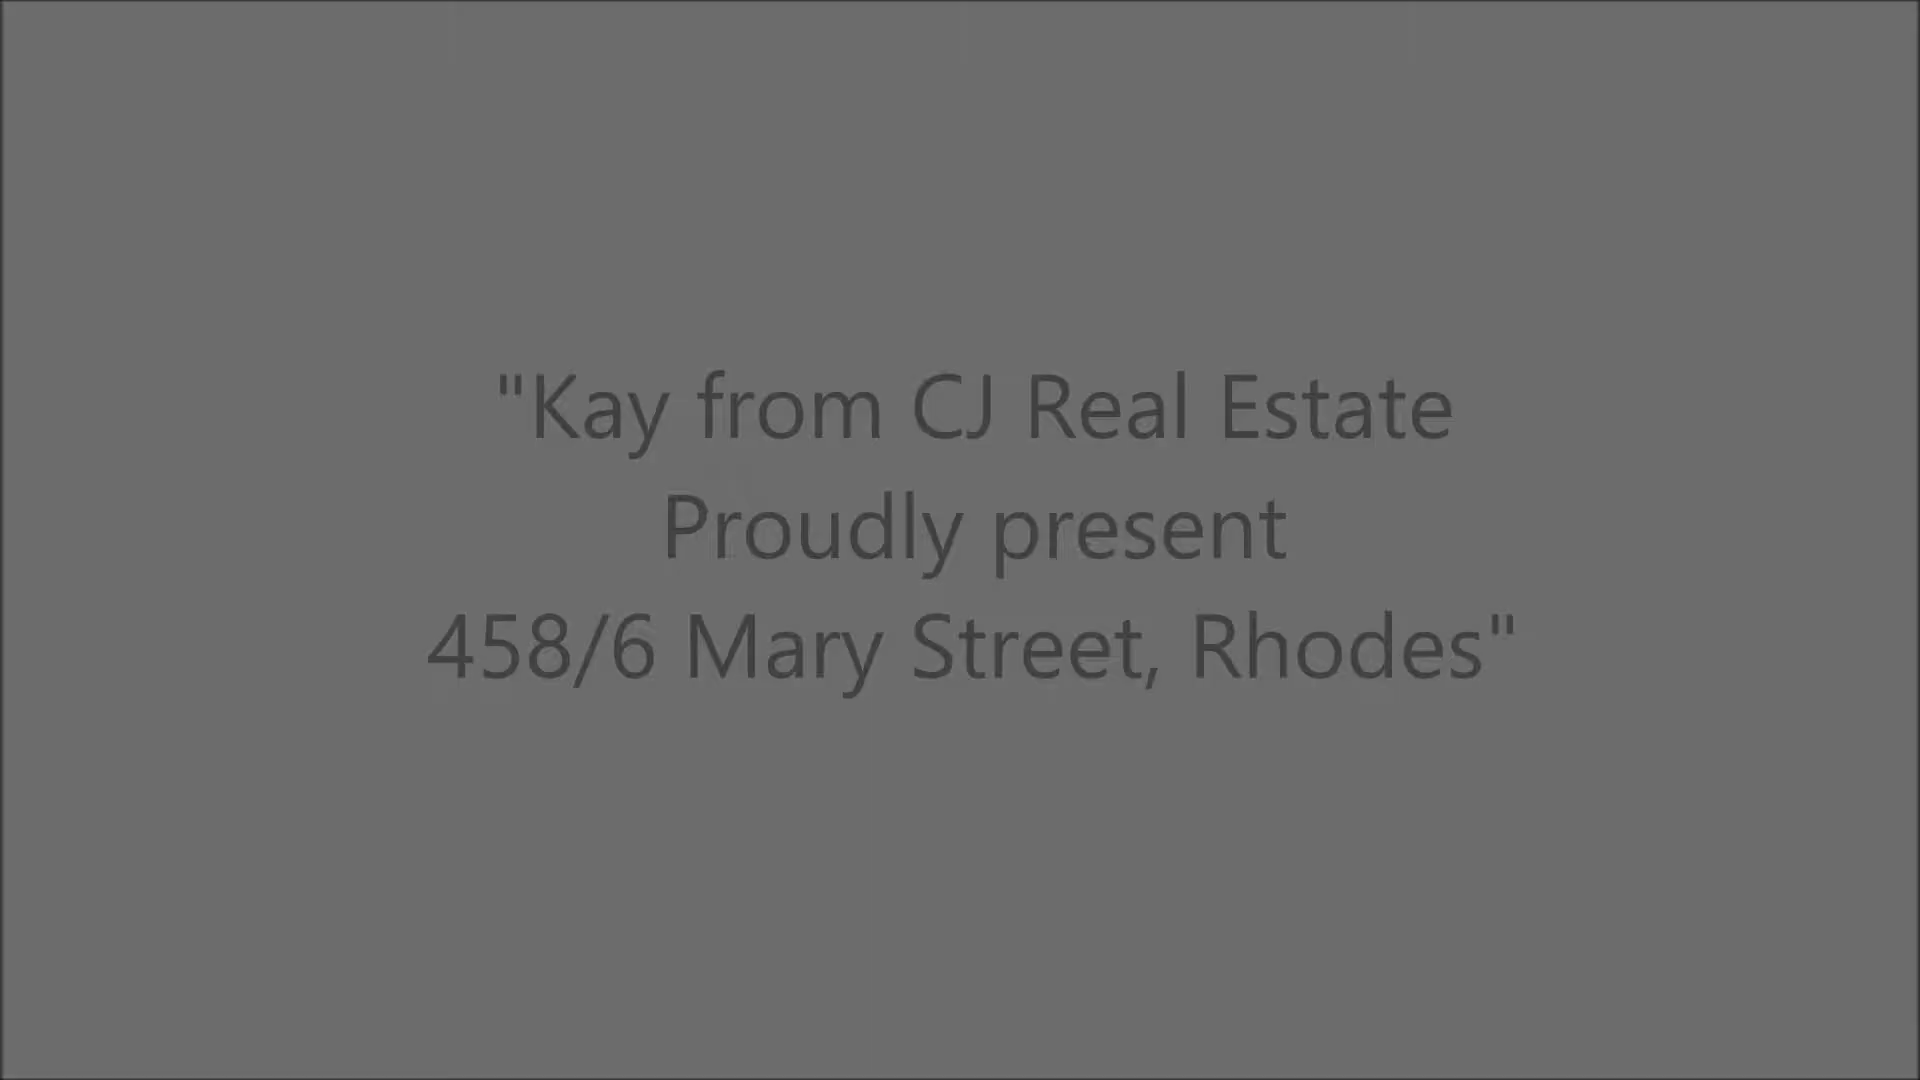 "Kay from CJ Real Estate
Proudly present
458/6 Mary Street, Rhodes"